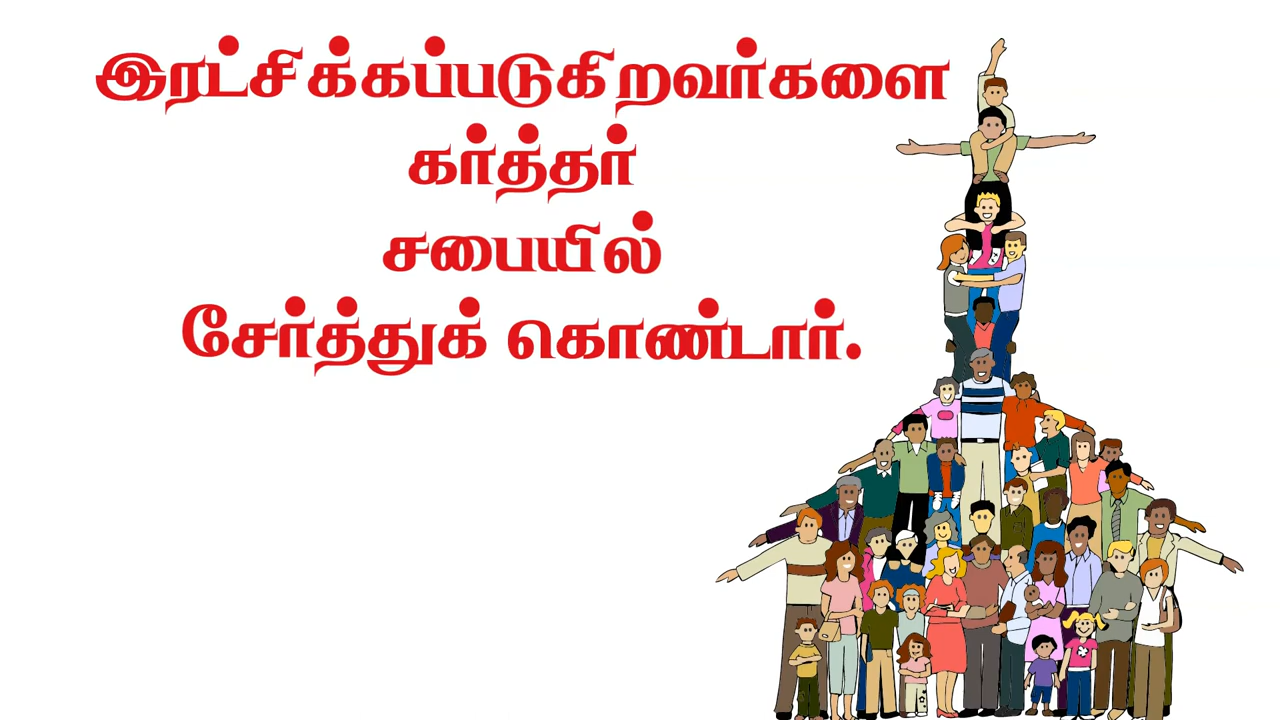 இரட்சிக்கப்படுகிறவர்களை
கர்த்தர்
சபையில்
சேர்த்துக் கொண்டார்.